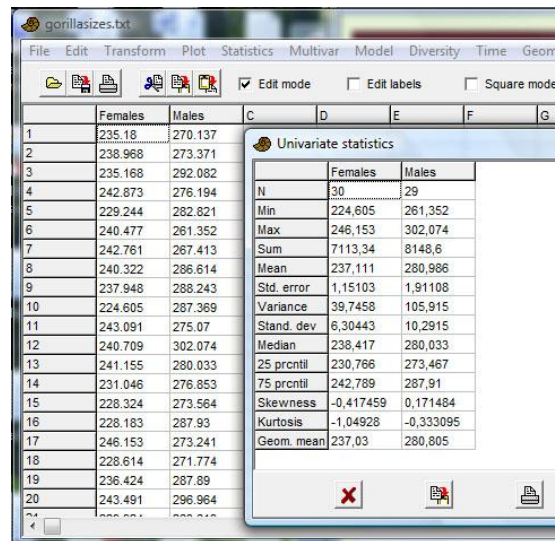 gorillasizes.txt
File Edit Transform Plot Statistics Multivar Model Diversity Time Geom
Edit mode Edit labels Square mode
Females Males C D E F G
1 235.18 270.137
2 238.968 273.371
3 235.168 292.082
4 242.873 276.194
5 229.244 282.821
6 240.477 261.352
7 242.761 267.413
8 240.322 286.614
9 237.948 288.243
10 224.605 287.369
11 243.091 275.07
12 240.709 302.074
13 241.155 280.033
14 231.046 276.853
15 228.324 273.564
16 228.183 287.93
17 246.153 273.241
18 228.614 271.774
19 236.424 287.89
20 243.491 296.964
Univariate statistics
Females Males
N 30 29
Min 224,605 261,352
Max 246,153 302,074
Sum 7113,34 8148,6
Mean 237,111 280,986
Std. error 1,15103 1,91108
Variance 39,7458 105,915
Stand. dev 6,30443 10,2915
Median 238,417 280,033
25 prcntil 230,766 273,467
75 prcntil 242,789 287,91
Skewness -0,417459 0,171484
Kurtosis -1,04928 -0,333095
Geom. mean 237,03 280,805